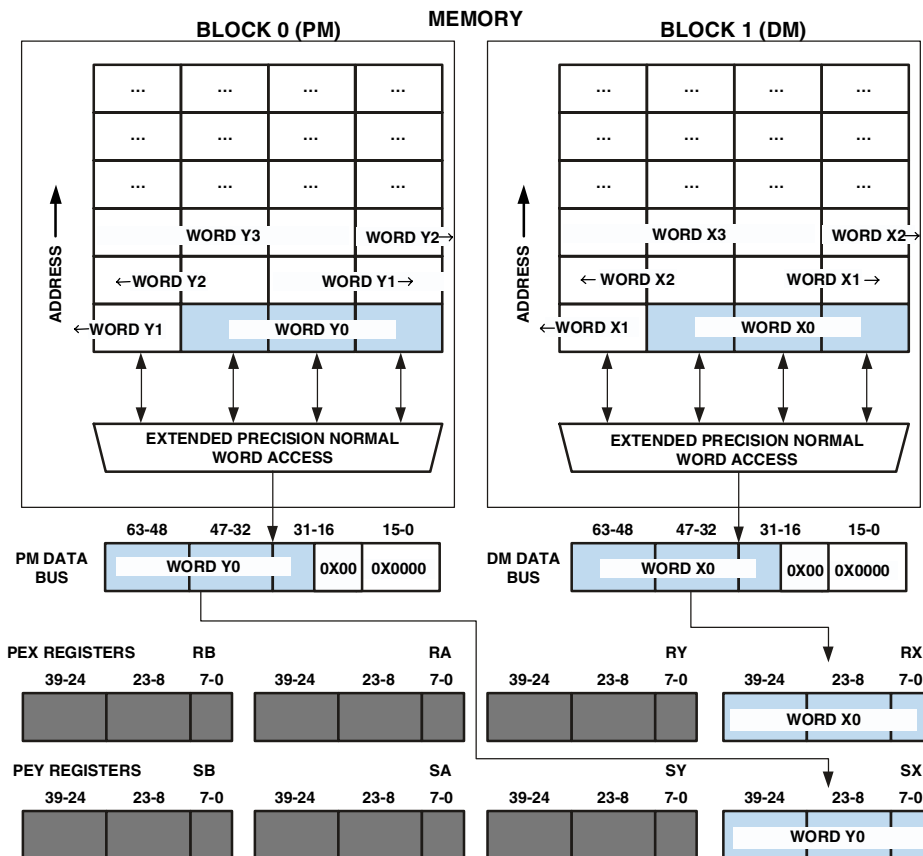 MEMORY
BLOCK 0 (PM) BLOCK 1 (DM)
... ... ... ... ... ... ... ...
... ... ... ... ... ... ... ...
... ... ... ... ... ... ... ...
ADDRESS ADDRESS
WORD Y3 WORD Y2→ WORD X3 WORD X2→
←WORD Y2 WORD Y1→ ←WORD X2 WORD X1→
←WORD Y1 WORD Y0 ←WORD X1 WORD X0
EXTENDED PRECISION NORMAL
WORD ACCESS
EXTENDED PRECISION NORMAL
WORD ACCESS
63-48 47-32 31-16 15-0 63-48 47-32 31-16 15-0
PM DATA
BUS
WORD Y0 0X00 0X0000
DM DATA
BUS
WORD X0 0X00 0X0000
PEX REGISTERS RB RA RY RX
39-24 23-8 7-0 39-24 23-8 7-0 39-24 23-8 7-0 39-24 23-8 7-0
WORD X0
PEY REGISTERS SB SA SY SX
39-24 23-8 7-0 39-24 23-8 7-0 39-24 23-8 7-0 39-24 23-8 7-0
WORD Y0